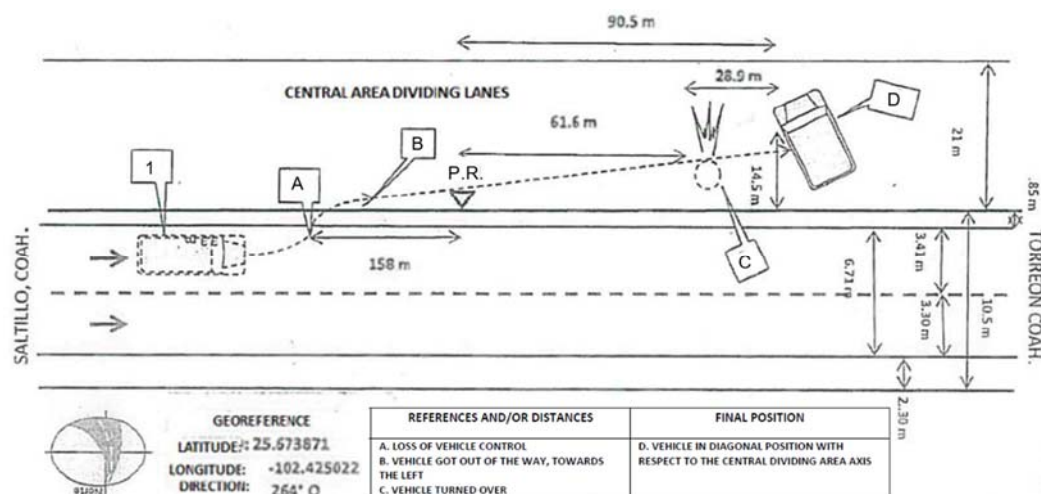 90.5 m
28.9 m
CENTRAL AREA DIVIDING LANES
D
61.6 m
B
21 m
1
A
P.R.
14.5 m
.85 m
SALTILLO, COAH.
158 m
C
3.41 m
6.71 m
3.30 m
10.5 m
TORREON COAH.
2.30 m
GEOREFERENCE
LATITUDE: 25.673871
LONGITUDE: -102.425022
DIRECTION: 264° O
REFERENCES AND/OR DISTANCES
FINAL POSITION
A. LOSS OF VEHICLE CONTROL
B. VEHICLE GOT OUT OF THE WAY, TOWARDS
THE LEFT
C. VEHICLE TURNED OVER
D. VEHICLE IN DIAGONAL POSITION WITH
RESPECT TO THE CENTRAL DIVIDING AREA AXIS